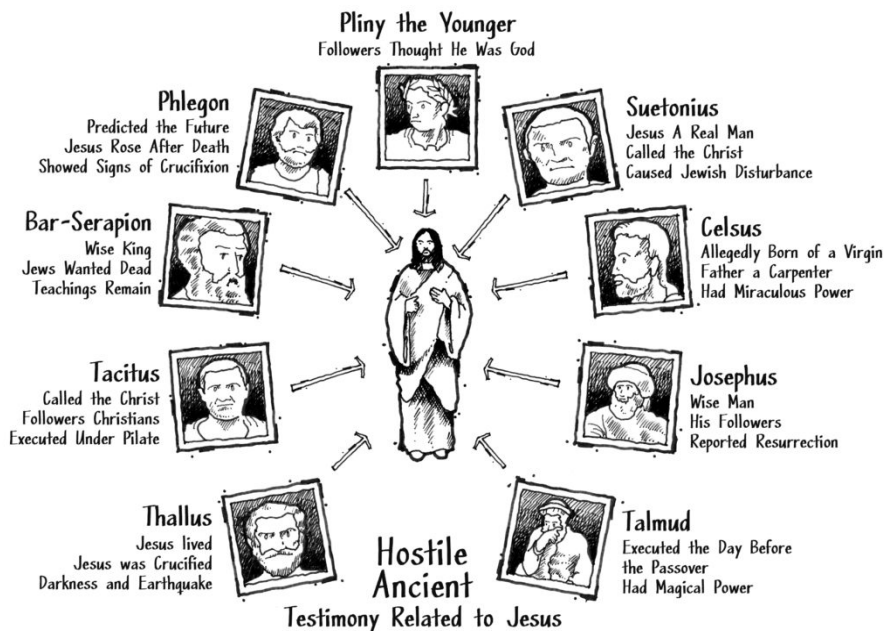 Pliny the Younger
Followers Thought He Was God
Phlegon
Predicted the Future
Jesus Rose After Death
Showed Signs of Crucifixion
Suetonius
Jesus A Real Man
Called the Christ
Caused Jewish Disturbance
Bar-Serapion
Wise King
Jews Wanted Dead
Teachings Remain
Celsus
Allegedly Born of a Virgin
Father a Carpenter
Had Miraculous Power
Tacitus
Called the Christ
Followers Christians
Executed Under Pilate
Josephus
Wise Man
His Followers
Reported Resurrection
Thallus
Jesus lived
Jesus was Crucified
Darkness and Earthquake
Talmud
Executed the Day Before
the Passover
Had Magical Power
Hostile
Ancient
Testimony Related to Jesus